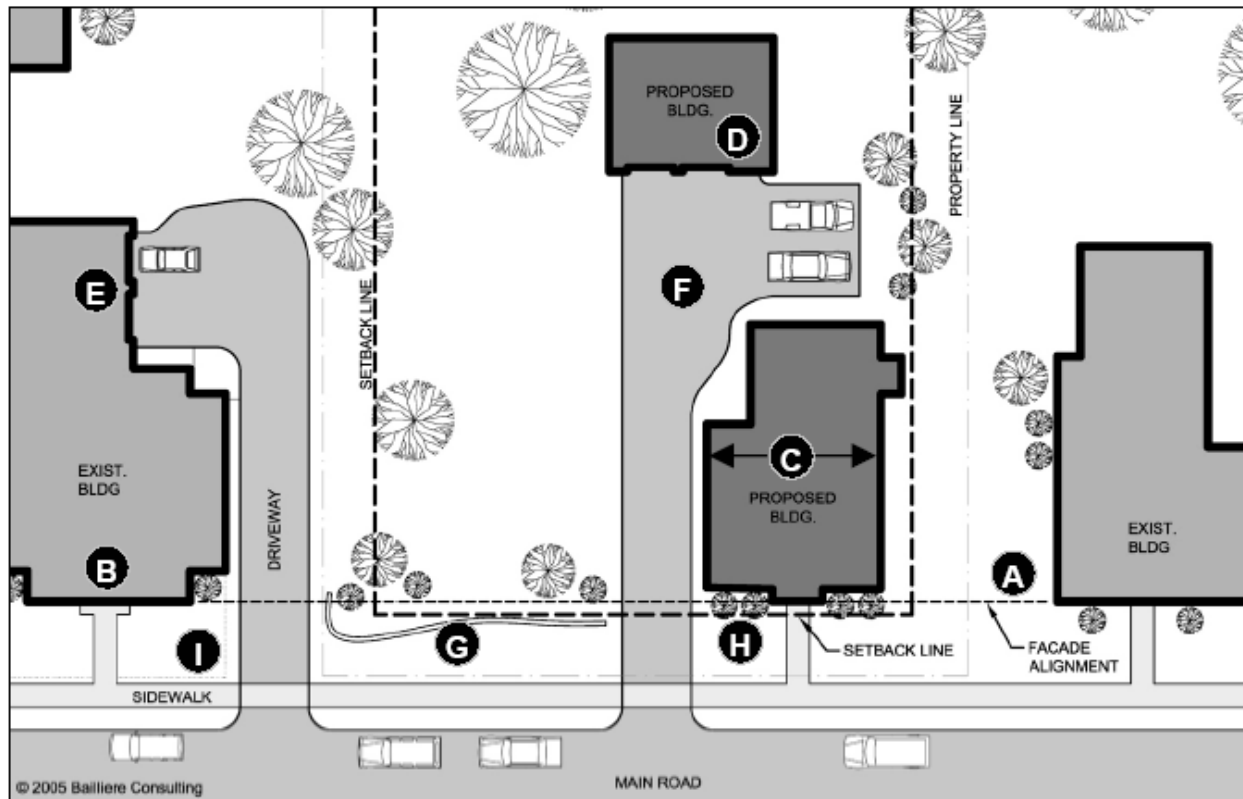 PROPOSED
BLDG.
D
PROPERTY LINE
E
F
SETBACK LINE
C
EXIST.
BLDG
DRIVEWAY
PROPOSED
BLDG.
EXIST.
BLDG
B
A
G
H
I
SETBACK LINE
FACADE
ALIGNMENT
SIDEWALK
MAIN ROAD
© 2005 Bailliere Consulting